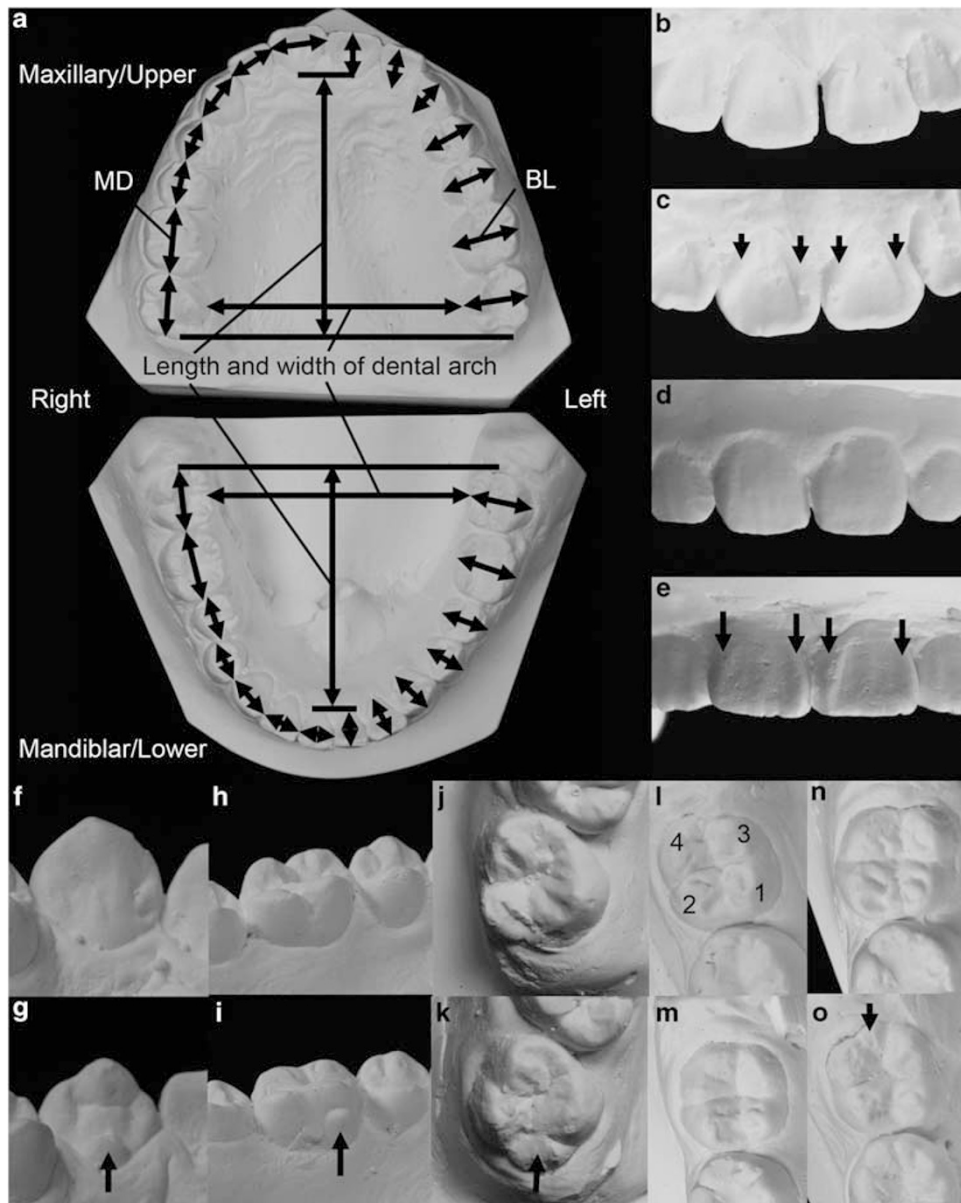 a
Maxillary/Upper
MD
BL
Length and width of dental arch
Right
Left
Mandiblar/Lower
b
c
d
e
f
h
j
l
4
3
2
1
n
g
i
k
m
o